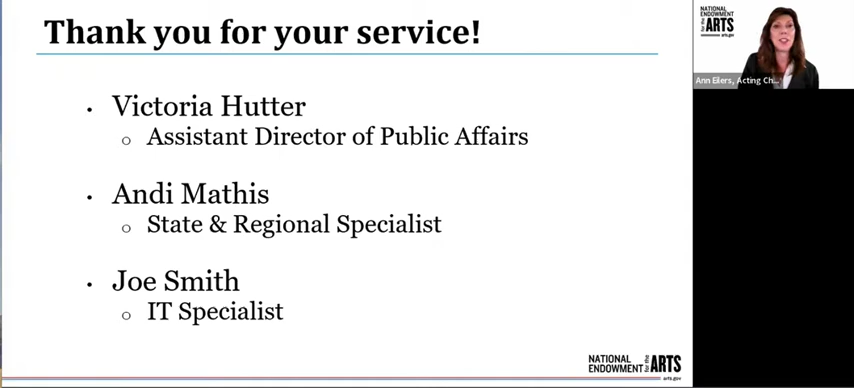 Thank you for your service!
• Victoria Hutter
o Assistant Director of Public Affairs
• Andi Mathis
o State & Regional Specialist
• Joe Smith
o IT Specialist
NATIONAL
ENDOWMENT for the ARTS
arts.gov
NATIONAL
ENDOWMENT
for the ARTS
arts.gov
Ann Eilers, Acting Ch...